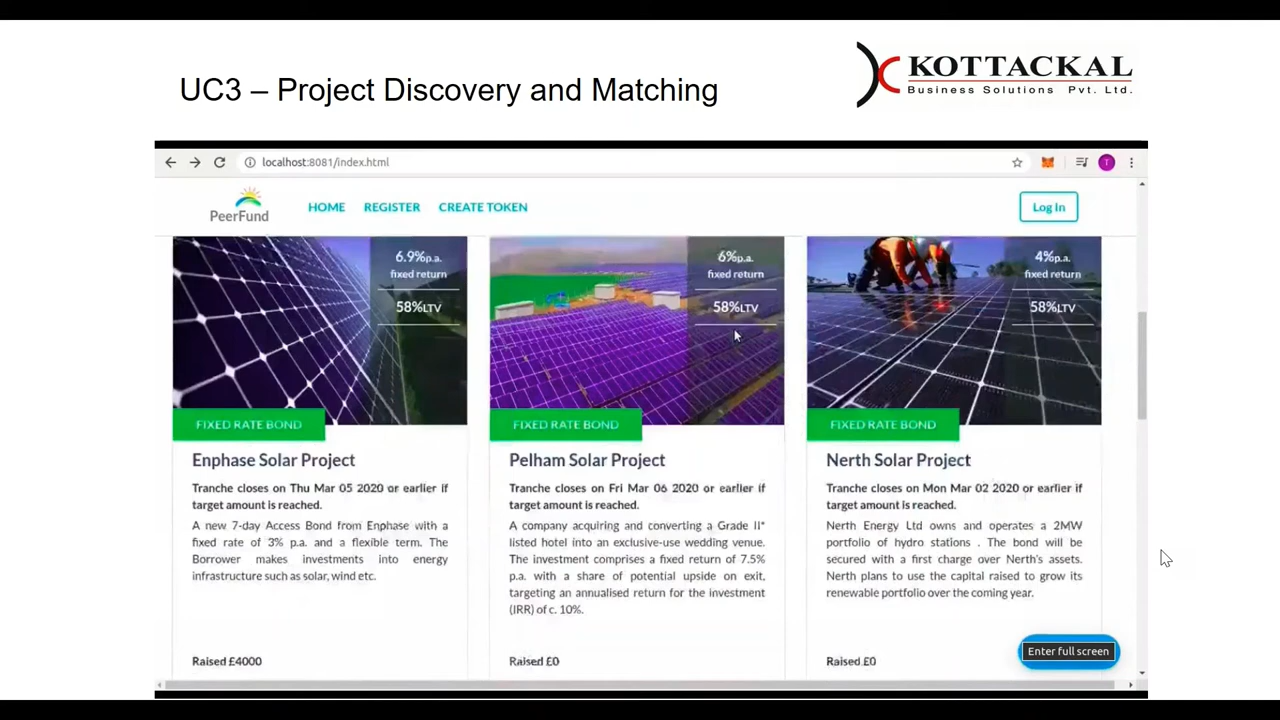 UC3 – Project Discovery and Matching
KOTTACKAL
Business Solutions Pvt. Ltd.
localhost:8081/index.html
T
PeerFund
HOME
REGISTER
CREATE TOKEN
Log In
6.9%p.a.
fixed return
58%LTV
FIXED RATE BOND
Enphase Solar Project
Tranche closes on Thu Mar 05 2020 or earlier if
target amount is reached.
A new 7-day Access Bond from Enphase with a
fixed rate of 3% p.a. and a flexible term. The
Borrower makes investments into energy
infrastructure such as solar, wind etc.
Raised £4000
6%p.a.
fixed return
58%LTV
FIXED RATE BOND
Pelham Solar Project
Tranche closes on Fri Mar 06 2020 or earlier if
target amount is reached.
A company acquiring and converting a Grade II*
listed hotel into an exclusive-use wedding venue.
The investment comprises a fixed return of 7.5%
p.a. with a share of potential upside on exit,
targeting an annualised return for the investment
(IRR) of c. 10%.
Raised £0
4%p.a.
fixed return
58%LTV
FIXED RATE BOND
Nerth Solar Project
Tranche closes on Mon Mar 02 2020 or earlier if
target amount is reached.
Nerth Energy Ltd owns and operates a 2MW
portfolio of hydro stations . The bond will be
secured with a first charge over Nerth's assets.
Nerth plans to use the capital raised to grow its
renewable portfolio over the coming year.
Raised £0
Enter full screen